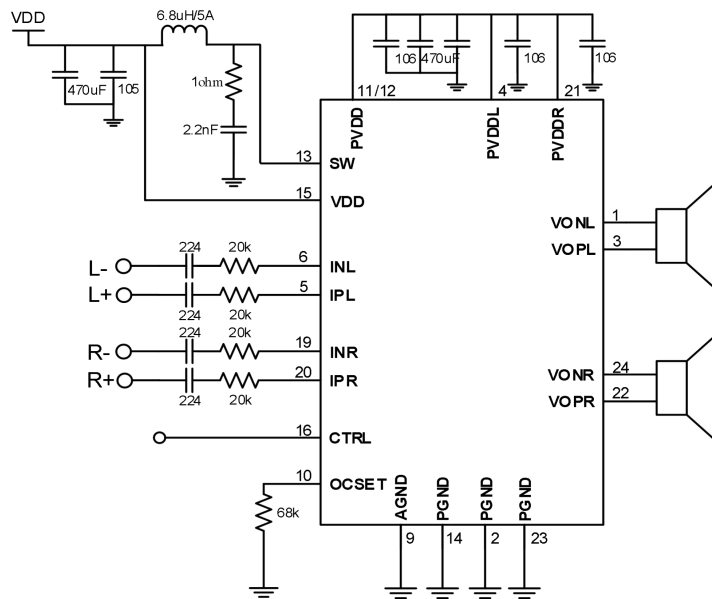 6.8uH/5A
VDD
470uF
105
1ohm
2.2nF
106
470uF
106
106
11/12
4
21
PVDD
PVDDL
PVDDR
13
SW
15
VDD
1
VONL
3
VOPL
224
20k
L-
6
INL
L+
5
IPL
224
20k
224
20k
R-
19
INR
R+
20
IPR
224
20k
24
VONR
22
VOPR
16
CTRL
10
OCSET
68k
AGND
PGND
PGND
PGND
9
14
2
23